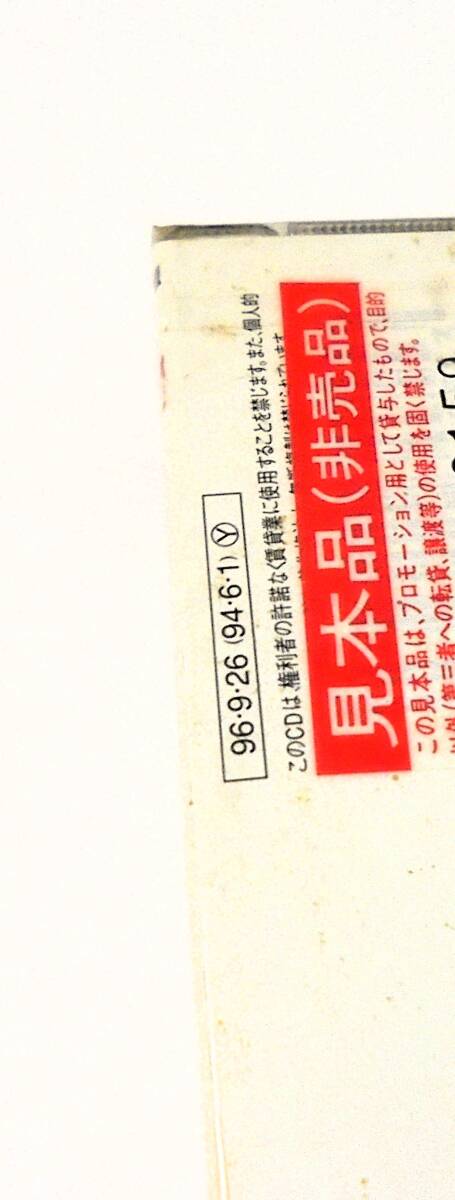 96·9·26 (94·6·1) Ⓨ
このCDは、権利者の許諾なく賃貸業に使用することを禁じます。また、個人的
見本品(非売品)
この見本品は、プロモーション用として貸与したもので、目的
以外(第三者への転貸、譲渡等)の使用を固く禁じます。